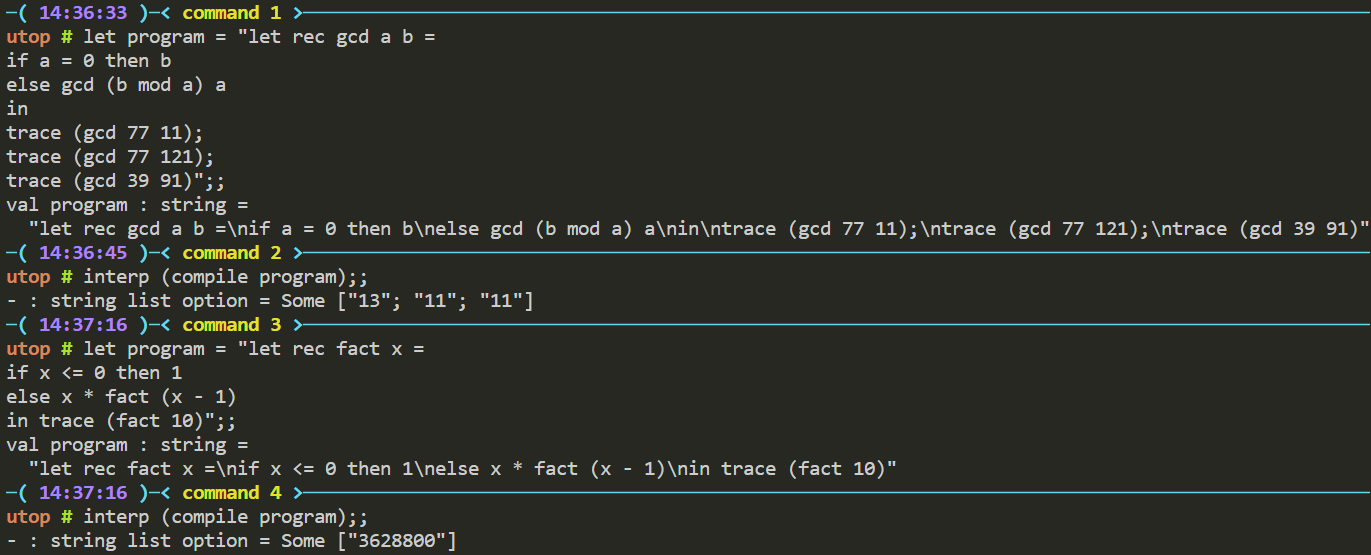 ─( 14:36:33 )─< command 1 >─
utop # let program = "let rec gcd a b =
if a = 0 then b
else gcd (b mod a) a
in
trace (gcd 77 11);
trace (gcd 77 121);
trace (gcd 39 91)";;
val program : string =
  "let rec gcd a b =\nif a = 0 then b\nelse gcd (b mod a) a\nin\ntrace (gcd 77 11);\ntrace (gcd 77 121);\ntrace (gcd 39 91)"
─( 14:36:45 )─< command 2 >─
utop # interp (compile program);;
- : string list option = Some ["13"; "11"; "11"]
─( 14:37:16 )─< command 3 >─
utop # let program = "let rec fact x =
if x <= 0 then 1
else x * fact (x - 1)
in trace (fact 10)";;
val program : string =
  "let rec fact x =\nif x <= 0 then 1\nelse x * fact (x - 1)\nin trace (fact 10)"
─( 14:37:16 )─< command 4 >─
utop # interp (compile program);;
- : string list option = Some ["3628800"]